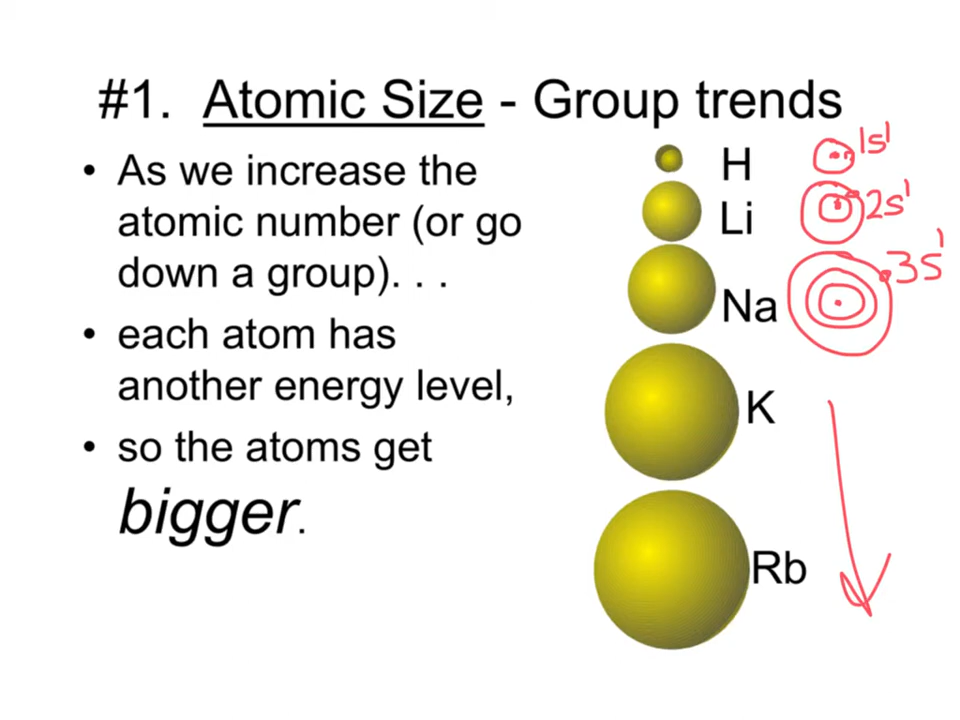 #1. Atomic Size - Group trends
• As we increase the
atomic number (or go
down a group). . .
• each atom has
another energy level,
• so the atoms get
bigger.
H 1s¹
Li 2s¹
Na 3s¹
K
Rb